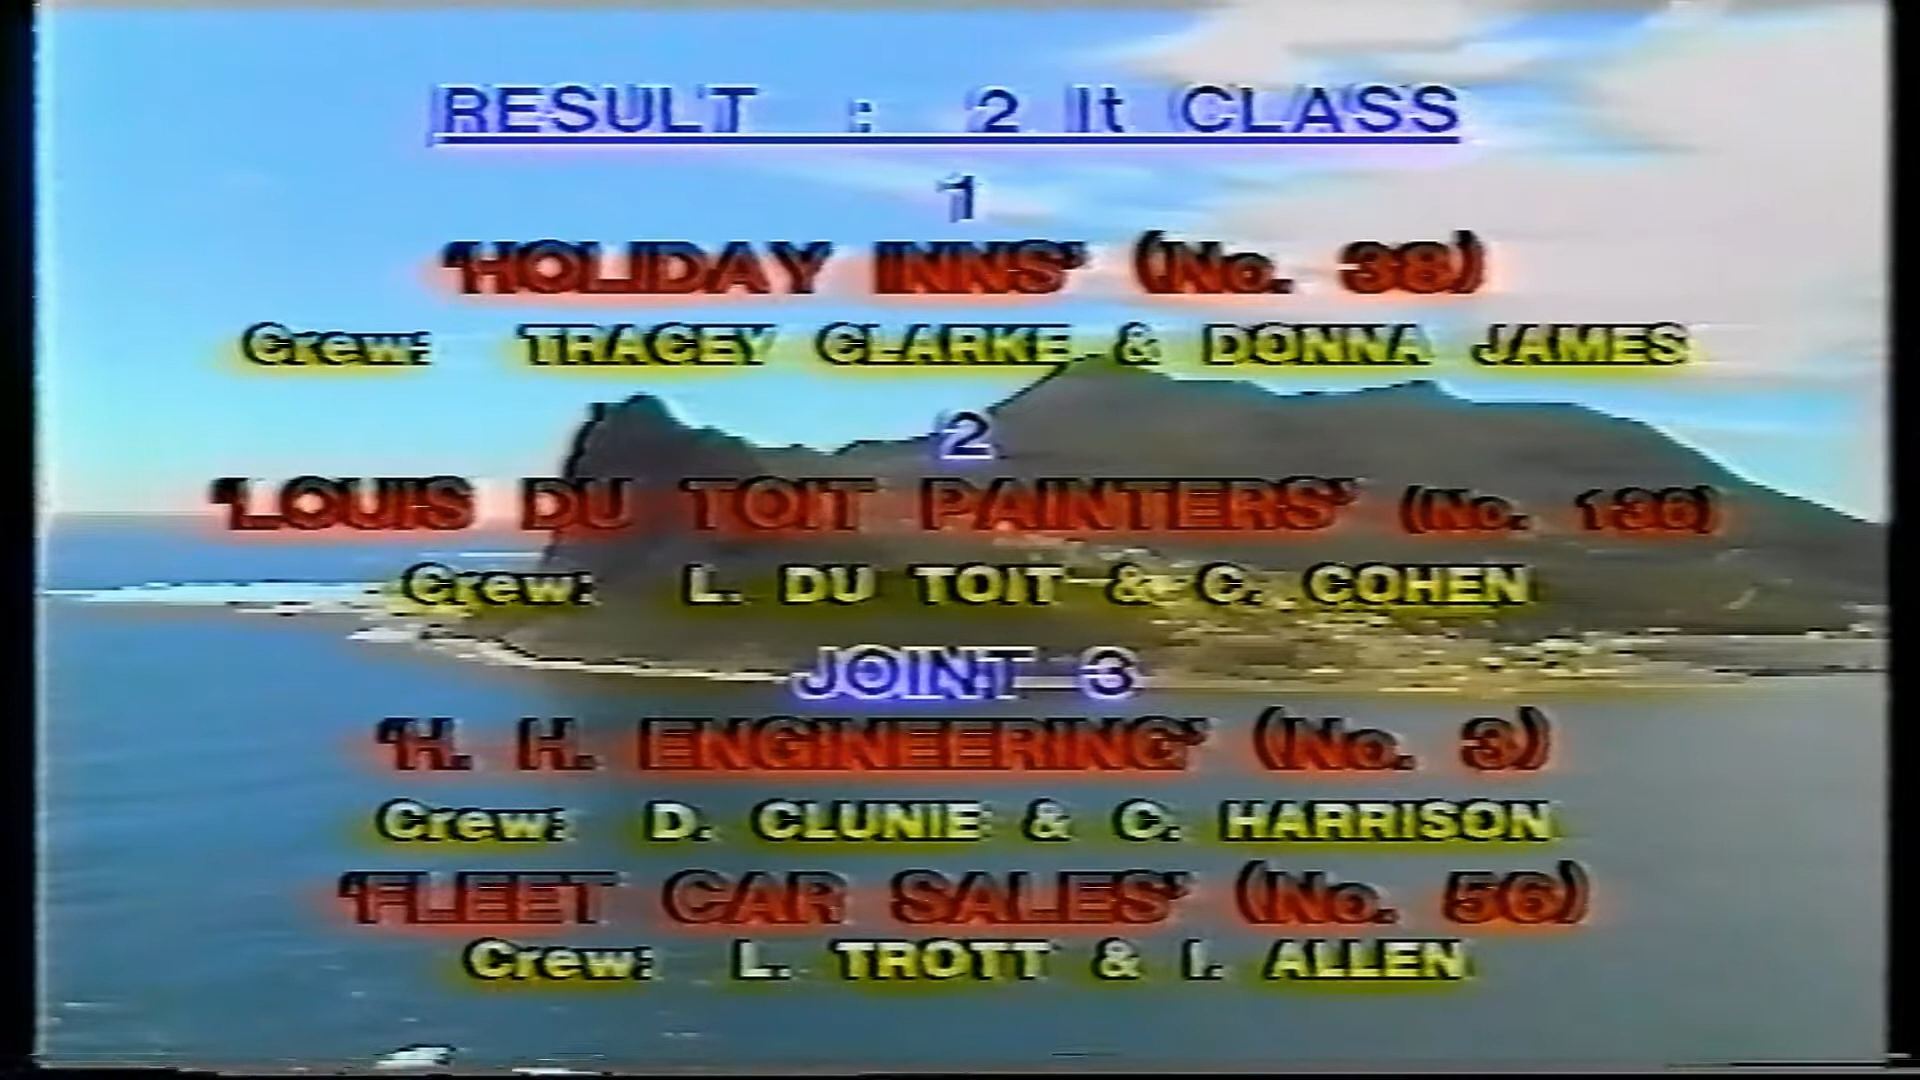 RESULT : 2 lt CLASS
1
'HOLIDAY INNS' (No. 38)
Crew: TRACEY CLARKE & DONNA JAMES
2
'LOUIS DU TOIT PAINTERS' (No. 136)
Crew: L. DU TOIT & C. COHEN
JOINT 3
'H. H. ENGINEERING' (No. 3)
Crew: D. CLUNIE & C. HARRISON
'FLEET CAR SALES' (No. 56)
Crew: L. TROTT & I. ALLEN